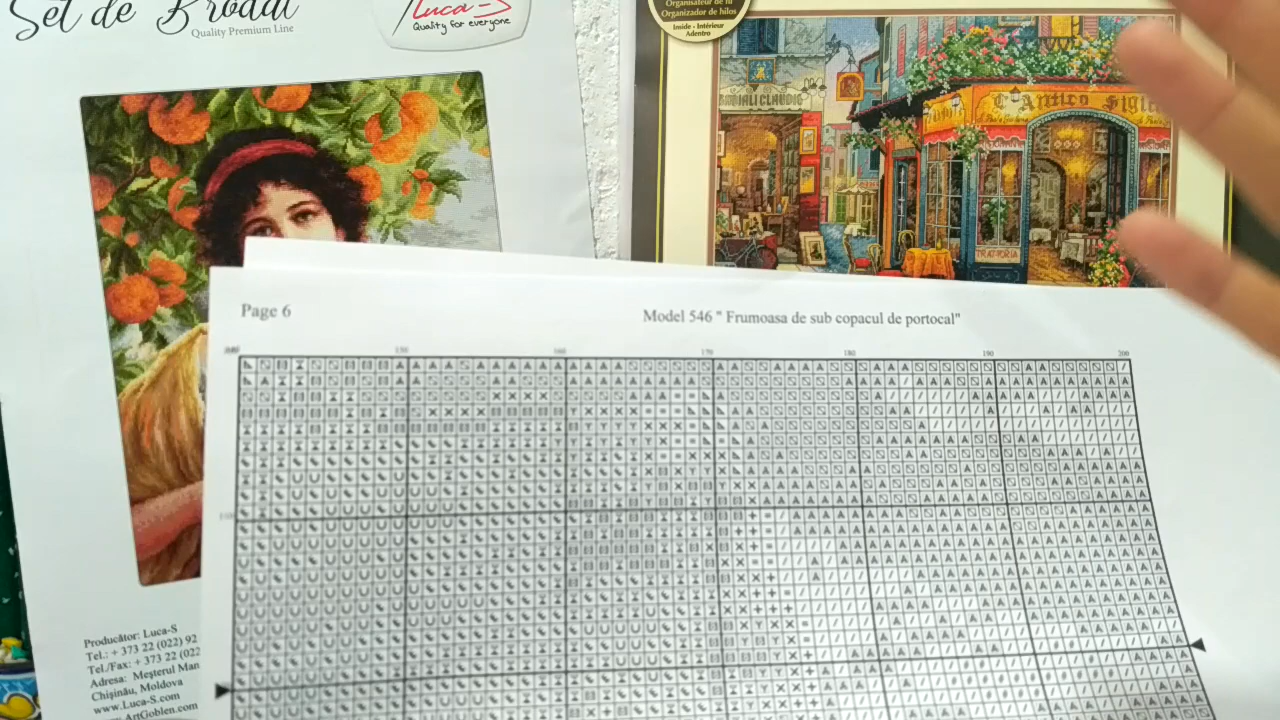 Set de Brodat
Quality Premium Line
Luca-S
Quality for everyone
Organisateur de fil
Organizador de hilos
Inside - Intérieur
Adentro
L'Antico Sigillo
TRATTORIA
Page 6
Model 546 " Frumoasa de sub copacul de portocal"
150
160
170
180
190
200
Producător: Luca-S
Tel.: + 373 22 (022) 92
Tel./Fax: + 373 22 (022
Adresa: Meșterul Man
Chișinău, Moldova
www.Luca-S.com
www.ArtGoblen.com